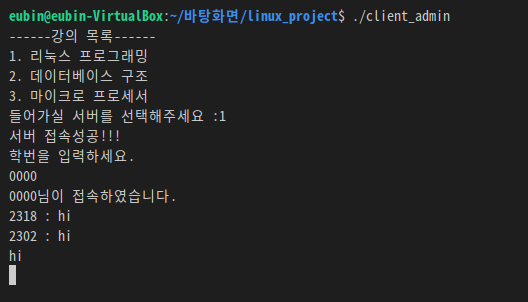 eubin@eubin-VirtualBox:~/바탕화면/linux_project$ ./client_admin
------강의 목록------
1. 리눅스 프로그래밍
2. 데이터베이스 구조
3. 마이크로 프로세서
들어가실 서버를 선택해주세요 :1
서버 접속성공!!!
학번을 입력하세요.
0000
0000님이 접속하였습니다.
2318 : hi
2302 : hi
hi